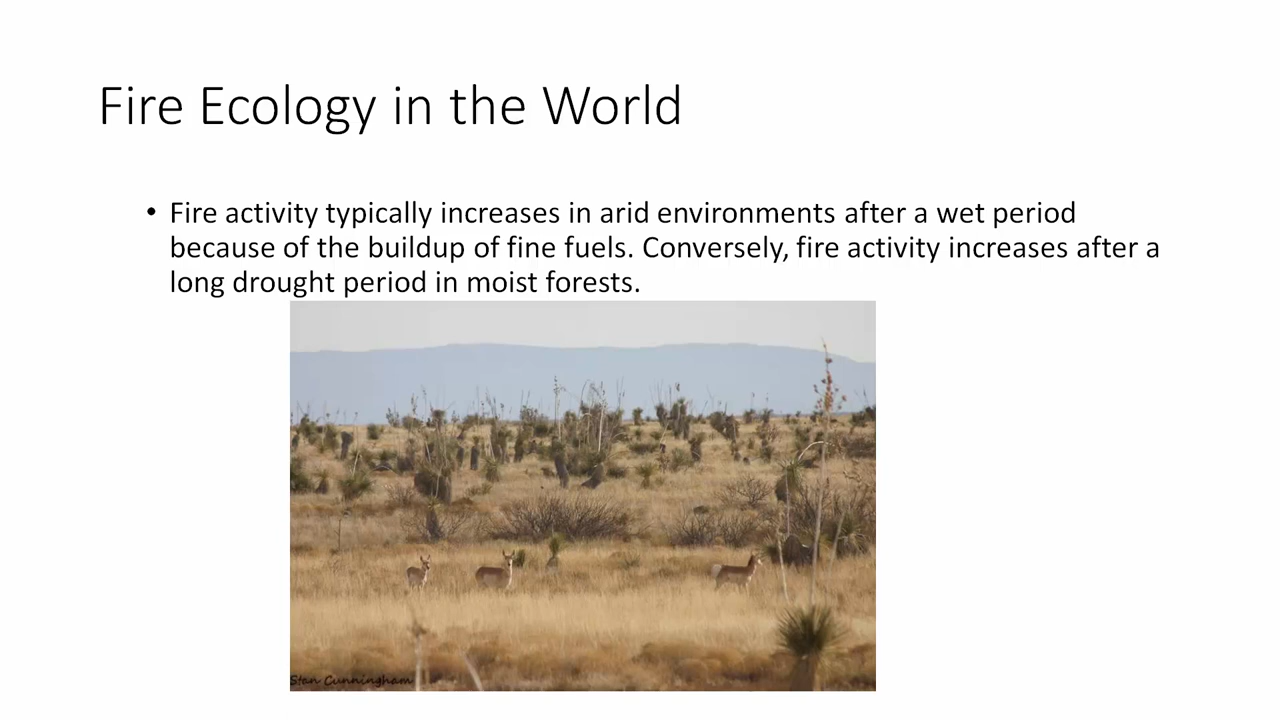 Fire Ecology in the World
• Fire activity typically increases in arid environments after a wet period
because of the buildup of fine fuels. Conversely, fire activity increases after a
long drought period in moist forests.
Stan Cunningham